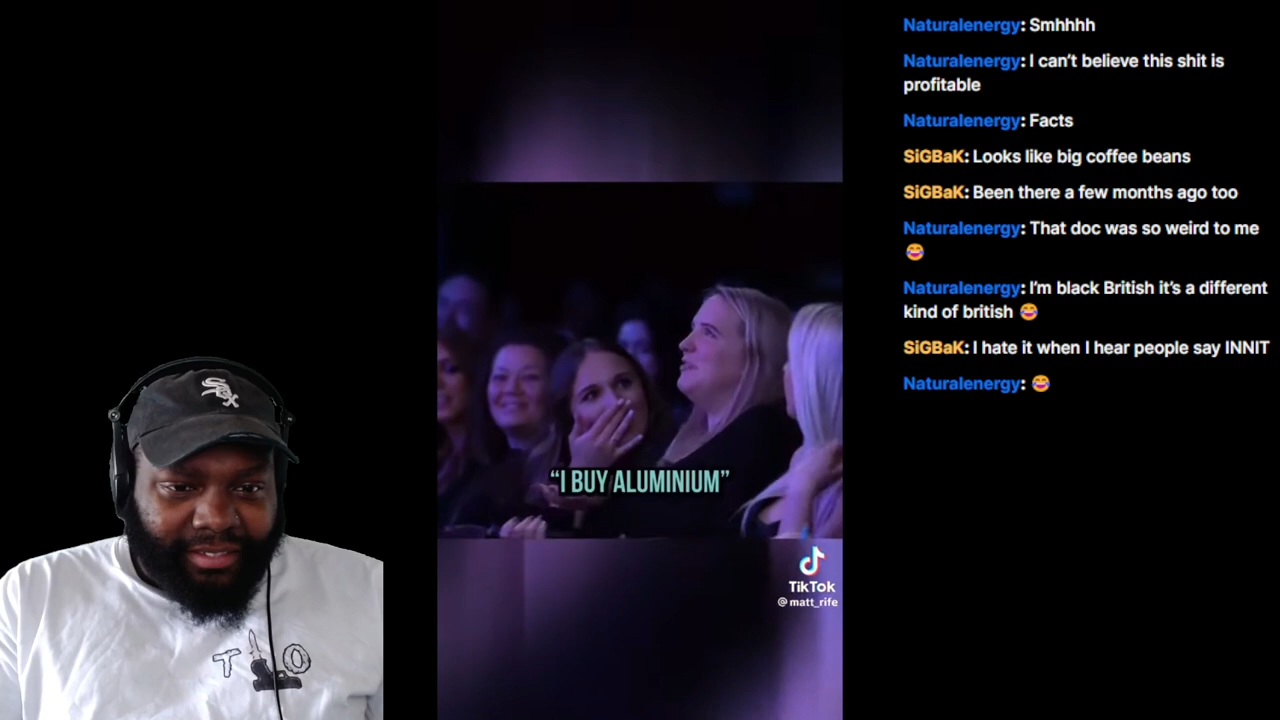 Naturalenergy: Smhhhh
Naturalenergy: I can't believe this shit is
profitable
Naturalenergy: Facts
SiGBaK: Looks like big coffee beans
SiGBaK: Been there a few months ago too
Naturalenergy: That doc was so weird to me
😂
Naturalenergy: I'm black British it's a different
kind of british 😂
SiGBaK: I hate it when I hear people say INNIT
Naturalenergy: 😂
"I BUY ALUMINIUM"
TikTok
@matt_rife
Sox
TLO